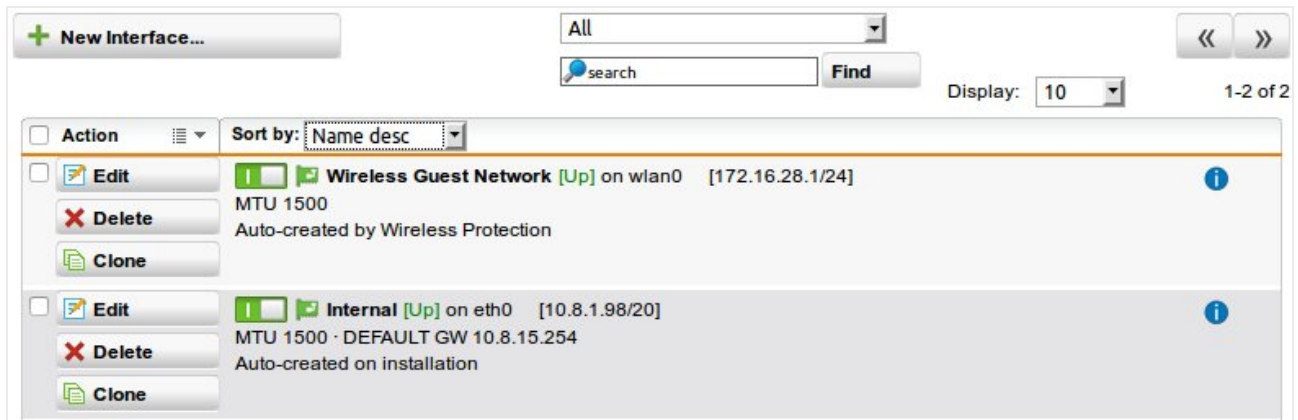 New Interface...
All
search
Find
Display: 10
1-2 of 2
Action
Sort by: Name desc
Edit
Wireless Guest Network [Up] on wlan0 [172.16.28.1/24]
MTU 1500
Delete
Auto-created by Wireless Protection
Clone
Edit
Internal [Up] on eth0 [10.8.1.98/20]
MTU 1500 · DEFAULT GW 10.8.15.254
Delete
Auto-created on installation
Clone